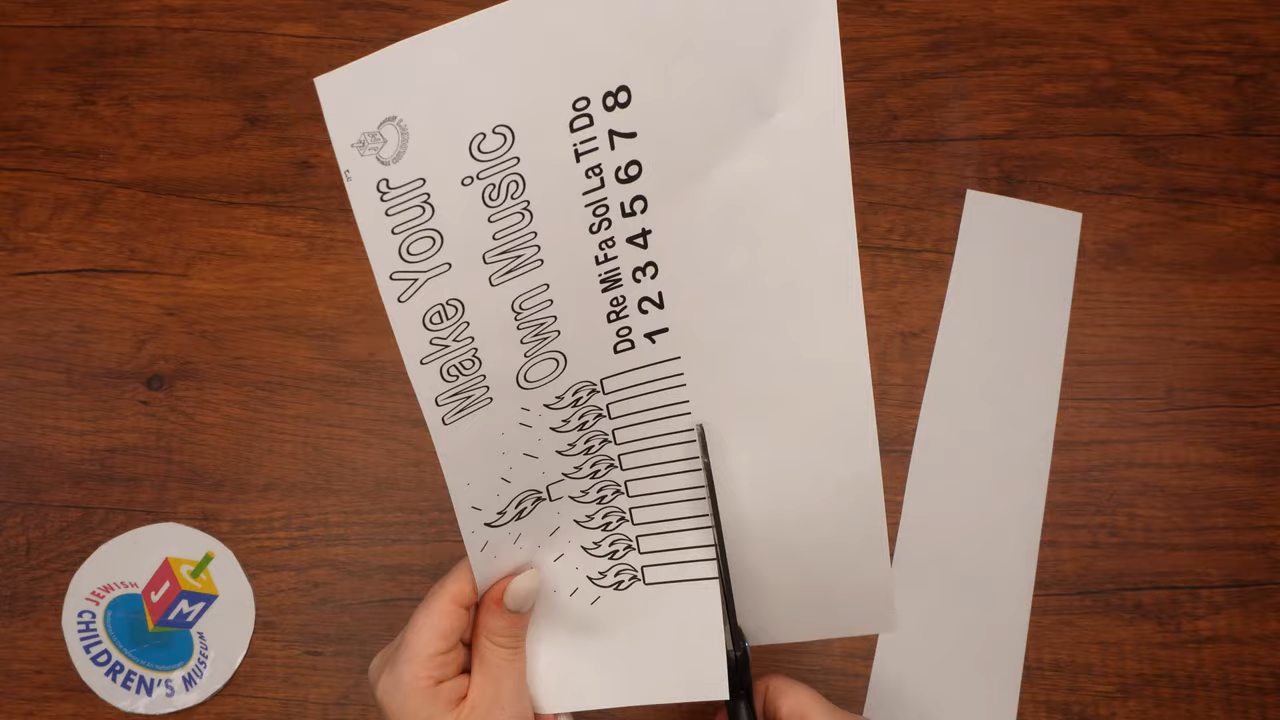 Make Your
Own Music
Do Re Mi Fa Sol La Ti Do
1 2 3 4 5 6 7 8
JEWISH
CHILDREN'S MUSEUM
J C M